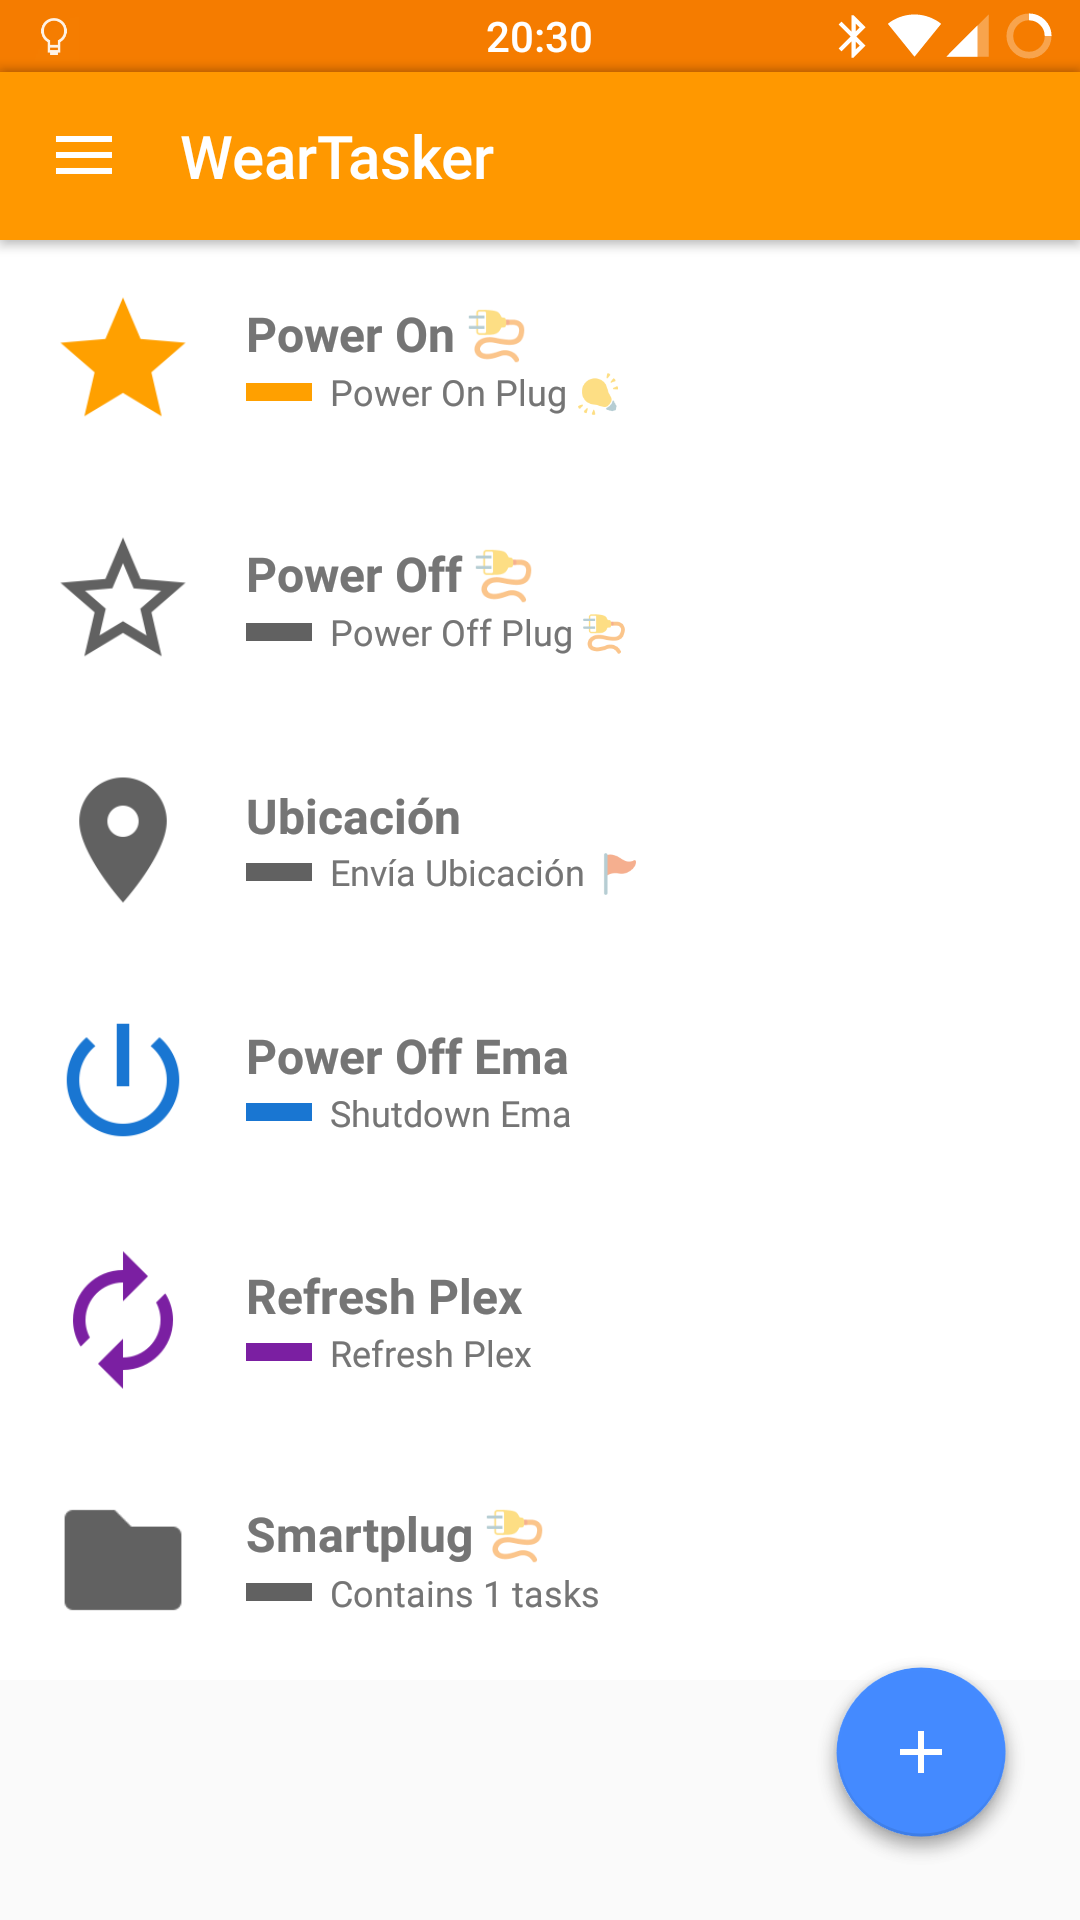 20:30
WearTasker
Power On 🔌
Power On Plug 💡
Power Off 🔌
Power Off Plug 🔌
Ubicación
Envía Ubicación 🚩
Power Off Ema
Shutdown Ema
Refresh Plex
Refresh Plex
Smartplug 🔌
Contains 1 tasks